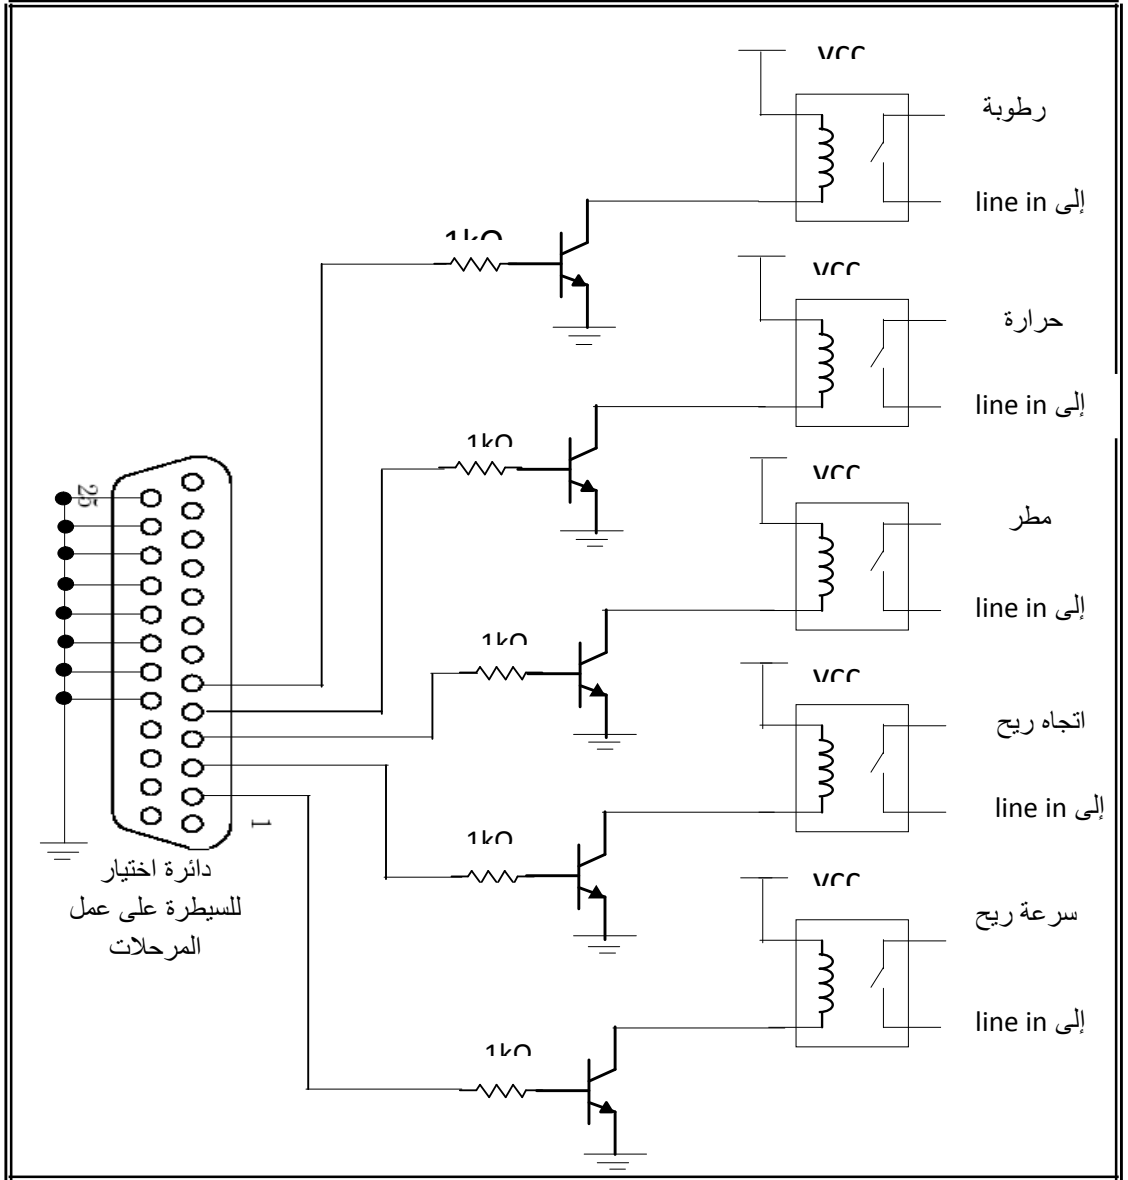 VCC
رطوبة
إلى line in
1kΩ
VCC
حرارة
إلى line in
1kΩ
VCC
مطر
إلى line in
1kΩ
VCC
اتجاه ريح
إلى line in
1kΩ
VCC
سرعة ريح
إلى line in
1kΩ
25
1
دائرة اختيار
للسيطرة على عمل
المرحلات